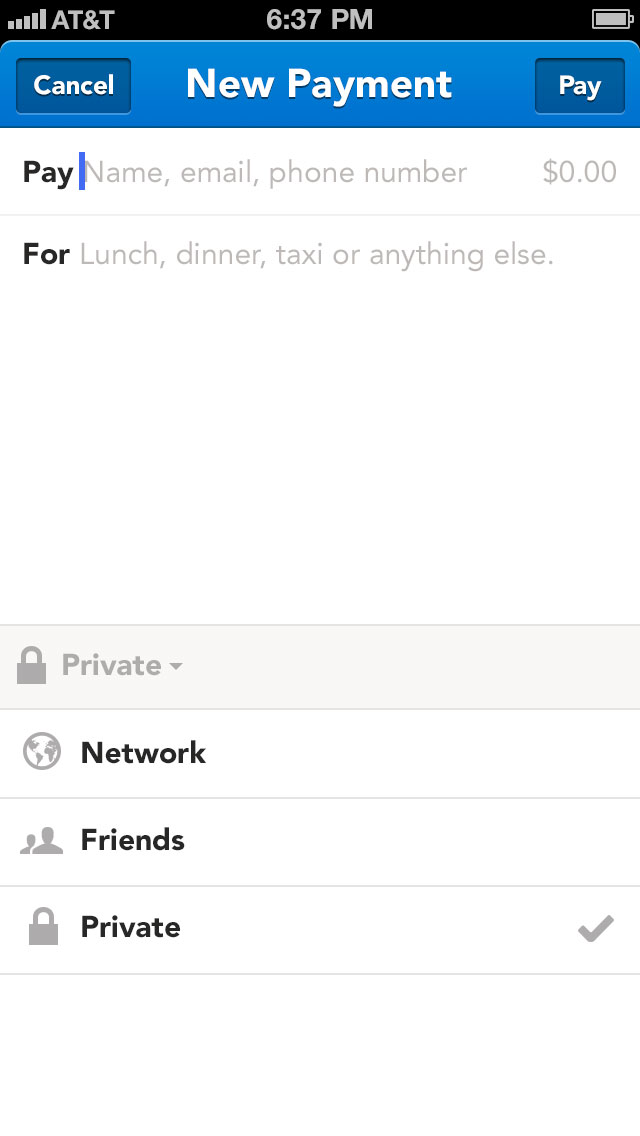 AT&T 6:37 PM
Cancel New Payment Pay
Pay Name, email, phone number $0.00
For Lunch, dinner, taxi or anything else.
Private
Network
Friends
Private